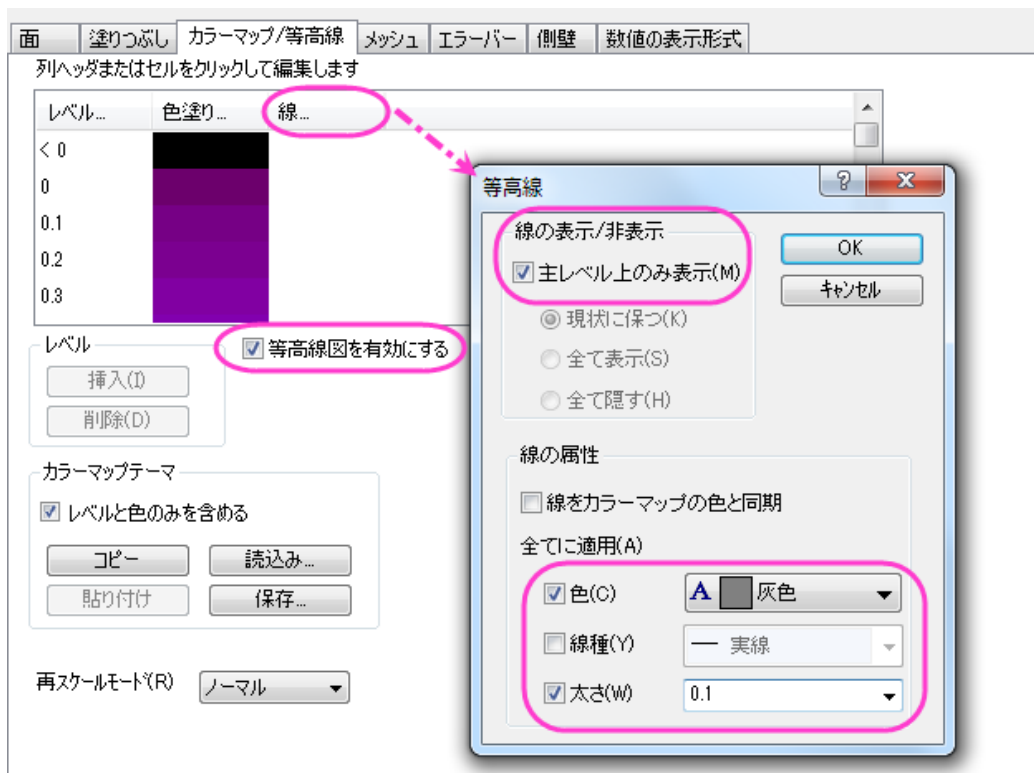 面 塗りつぶし カラーマップ/等高線 メッシュ エラーバー 側壁 数値の表示形式
列ヘッダまたはセルをクリックして編集します
レベル... 色塗り... 線...
< 0
0
0.1
0.2
0.3
レベル
挿入(I)
削除(D)
等高線図を有効にする
カラーマップテーマ
レベルと色のみを含める
コピー 読込み...
貼り付け 保存...
再スケールモード(R) ノーマル
等高線
線の表示/非表示
主レベル上のみ表示(M)
現状に保つ(K)
全て表示(S)
全て隠す(H)
OK
キャンセル
線の属性
線をカラーマップの色と同期
全てに適用(A)
色(C) A 灰色
線種(Y) 実線
太さ(W) 0.1